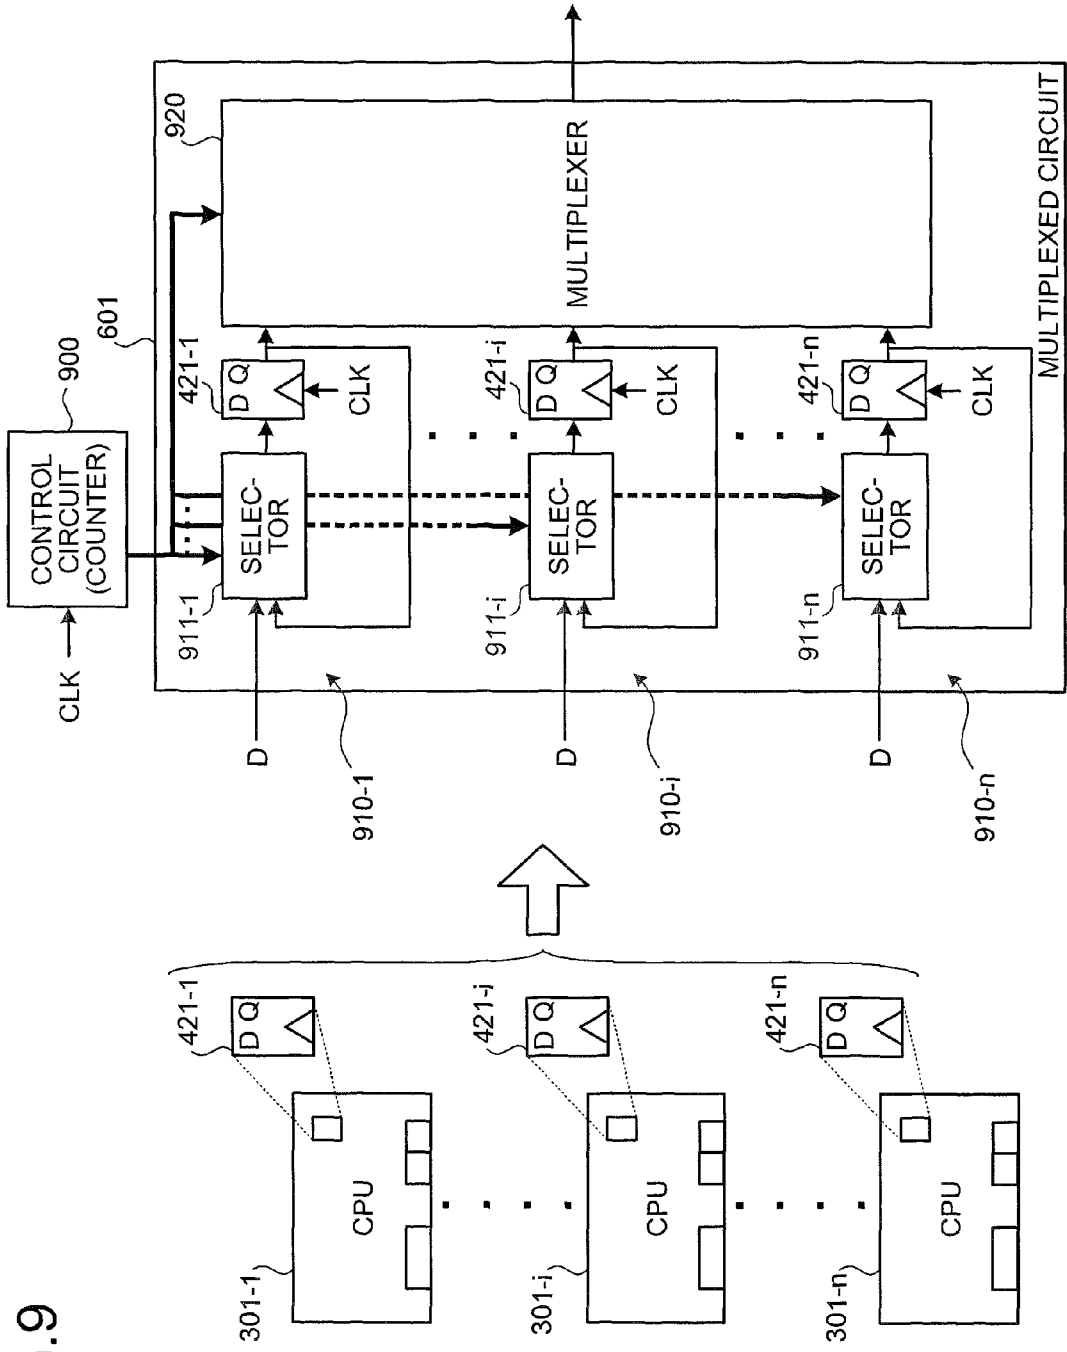 .9
CONTROL
CIRCUIT
(COUNTER)
900
CLK
601
920
301-1
CPU
421-1
D Q
910-1
D
911-1
SELEC-
TOR
421-1
D Q
CLK
301-i
CPU
421-i
D Q
910-i
D
911-i
SELEC-
TOR
421-i
D Q
CLK
MULTIPLEXER
301-n
CPU
421-n
D Q
910-n
D
911-n
SELEC-
TOR
421-n
D Q
CLK
MULTIPLEXED CIRCUIT